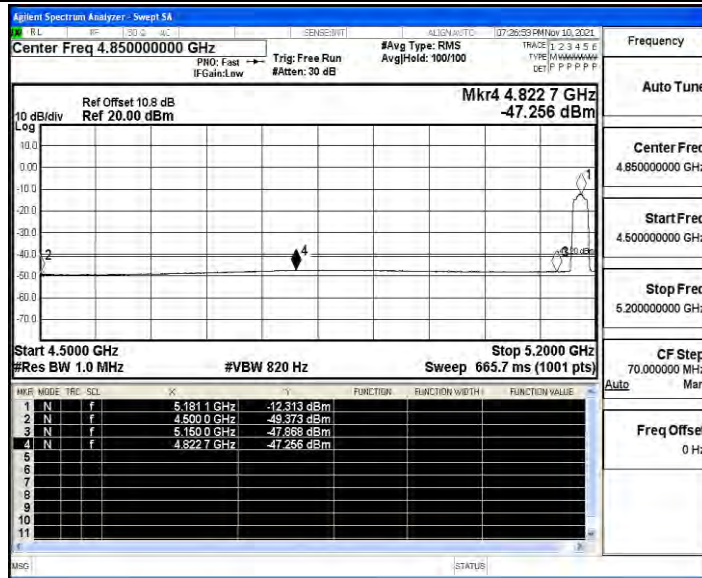 Agilent Spectrum Analyzer - Swept SA
RL RF 50 Ω AC SENSE:INT ALIGN AUTO 07:26:53 PM Nov 10, 2021
Center Freq 4.850000000 GHz
PNO: Fast
IFGain:Low
Trig: Free Run
#Atten: 30 dB
#Avg Type: RMS
Avg|Hold: 100/100
TRACE 1 2 3 4 5 6
TYPE M
DET P P P P P P
Ref Offset 10.8 dB
Ref 20.00 dBm
10 dB/div
Log
Mkr4 4.822 7 GHz
-47.256 dBm
10.0
0.00
-10.0
-20.0
-30.0
-40.0
-50.0
-60.0
-70.0
1
2
3
4
Start 4.5000 GHz
Stop 5.2000 GHz
#Res BW 1.0 MHz
#VBW 820 Hz
Sweep 665.7 ms (1001 pts)
MKR MODE TRC SCL X Y FUNCTION FUNCTION WIDTH FUNCTION VALUE
1 N f 5.181 1 GHz -12.313 dBm
2 N f 4.500 0 GHz -49.373 dBm
3 N f 5.150 0 GHz -47.868 dBm
4 N f 4.822 7 GHz -47.256 dBm
5
6
7
8
9
10
11
MSG
STATUS
Frequency
Auto Tune
Center Freq
4.850000000 GHz
Start Freq
4.500000000 GHz
Stop Freq
5.200000000 GHz
CF Step
70.000000 MHz
Auto Man
Freq Offset
0 Hz